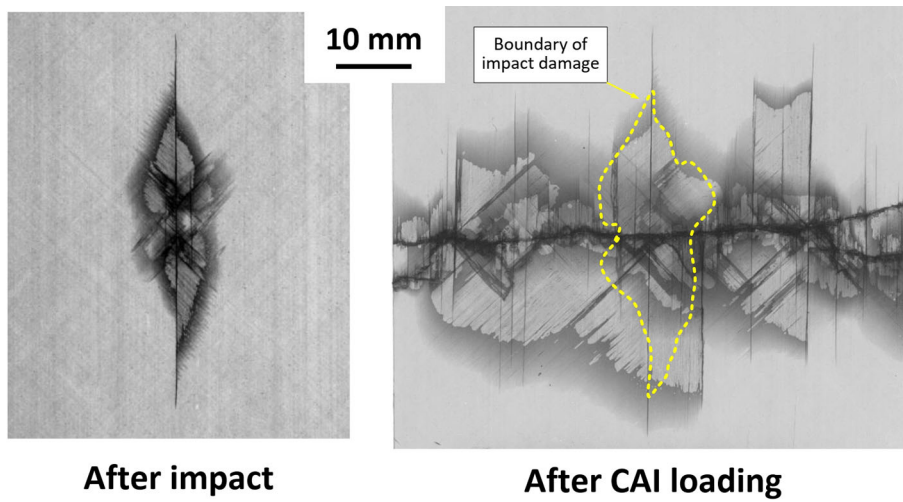 10 mm
Boundary of
impact damage
After impact
After CAI loading